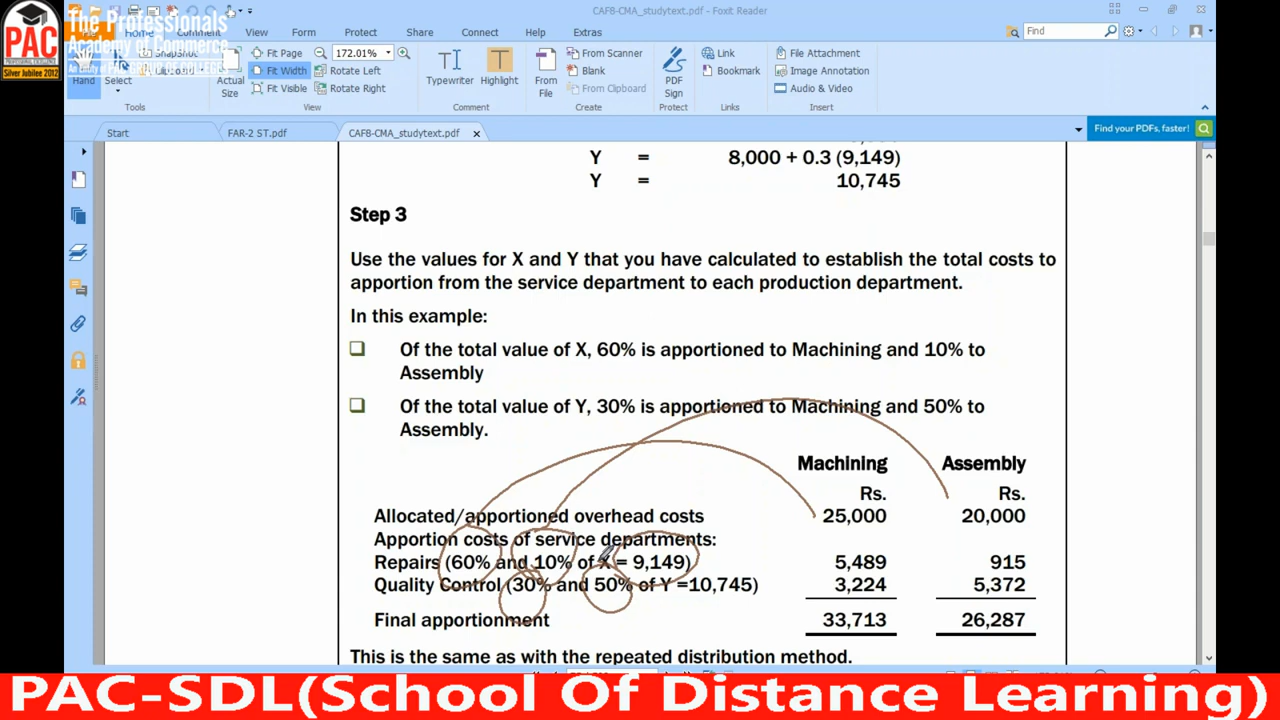 CAF8-CMA_studytext.pdf - Foxit Reader
The Professionals
Academy of Commerce
PAC
Silver Jubilee 2012
Home
Comment
View
Form
Protect
Share
Connect
Help
Extras
Find
Snapshot
Clipboard
Hand
Select
Actual Size
Fit Page
Fit Width
Fit Visible
172.01%
Rotate Left
Rotate Right
Typewriter
Highlight
From File
From Scanner
Blank
From Clipboard
PDF Sign
Link
Bookmark
File Attachment
Image Annotation
Audio & Video
Tools
View
Comment
Create
Protect
Links
Insert
Start
FAR-2 ST.pdf
CAF8-CMA_studytext.pdf
Find your PDFs, faster!
Y = 8,000 + 0.3 (9,149)
Y = 10,745
Step 3
Use the values for X and Y that you have calculated to establish the total costs to
apportion from the service department to each production department.
In this example:
Of the total value of X, 60% is apportioned to Machining and 10% to
Assembly
Of the total value of Y, 30% is apportioned to Machining and 50% to
Assembly.
Machining Assembly
Rs. Rs.
Allocated/apportioned overhead costs 25,000 20,000
Apportion costs of service departments:
Repairs (60% and 10% of X = 9,149) 5,489 915
Quality Control (30% and 50% of Y =10,745) 3,224 5,372
Final apportionment 33,713 26,287
This is the same as with the repeated distribution method.
PAC-SDL(School Of Distance Learning)